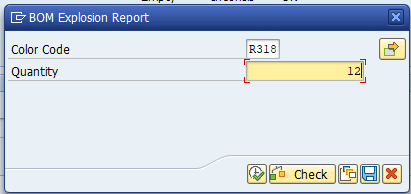 BOM Explosion Report
Color Code R318
Quantity 12
Check